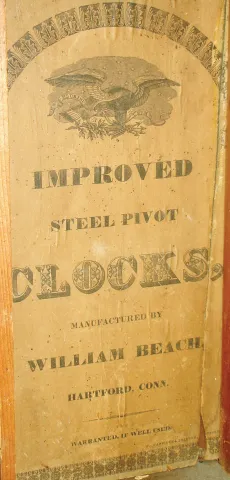 IMPROVED
STEEL PIVOT
CLOCKS,
MANUFACTURED BY
WILLIAM BEACH,
HARTFORD, CONN.
WARRANTED, IF WELL USED.